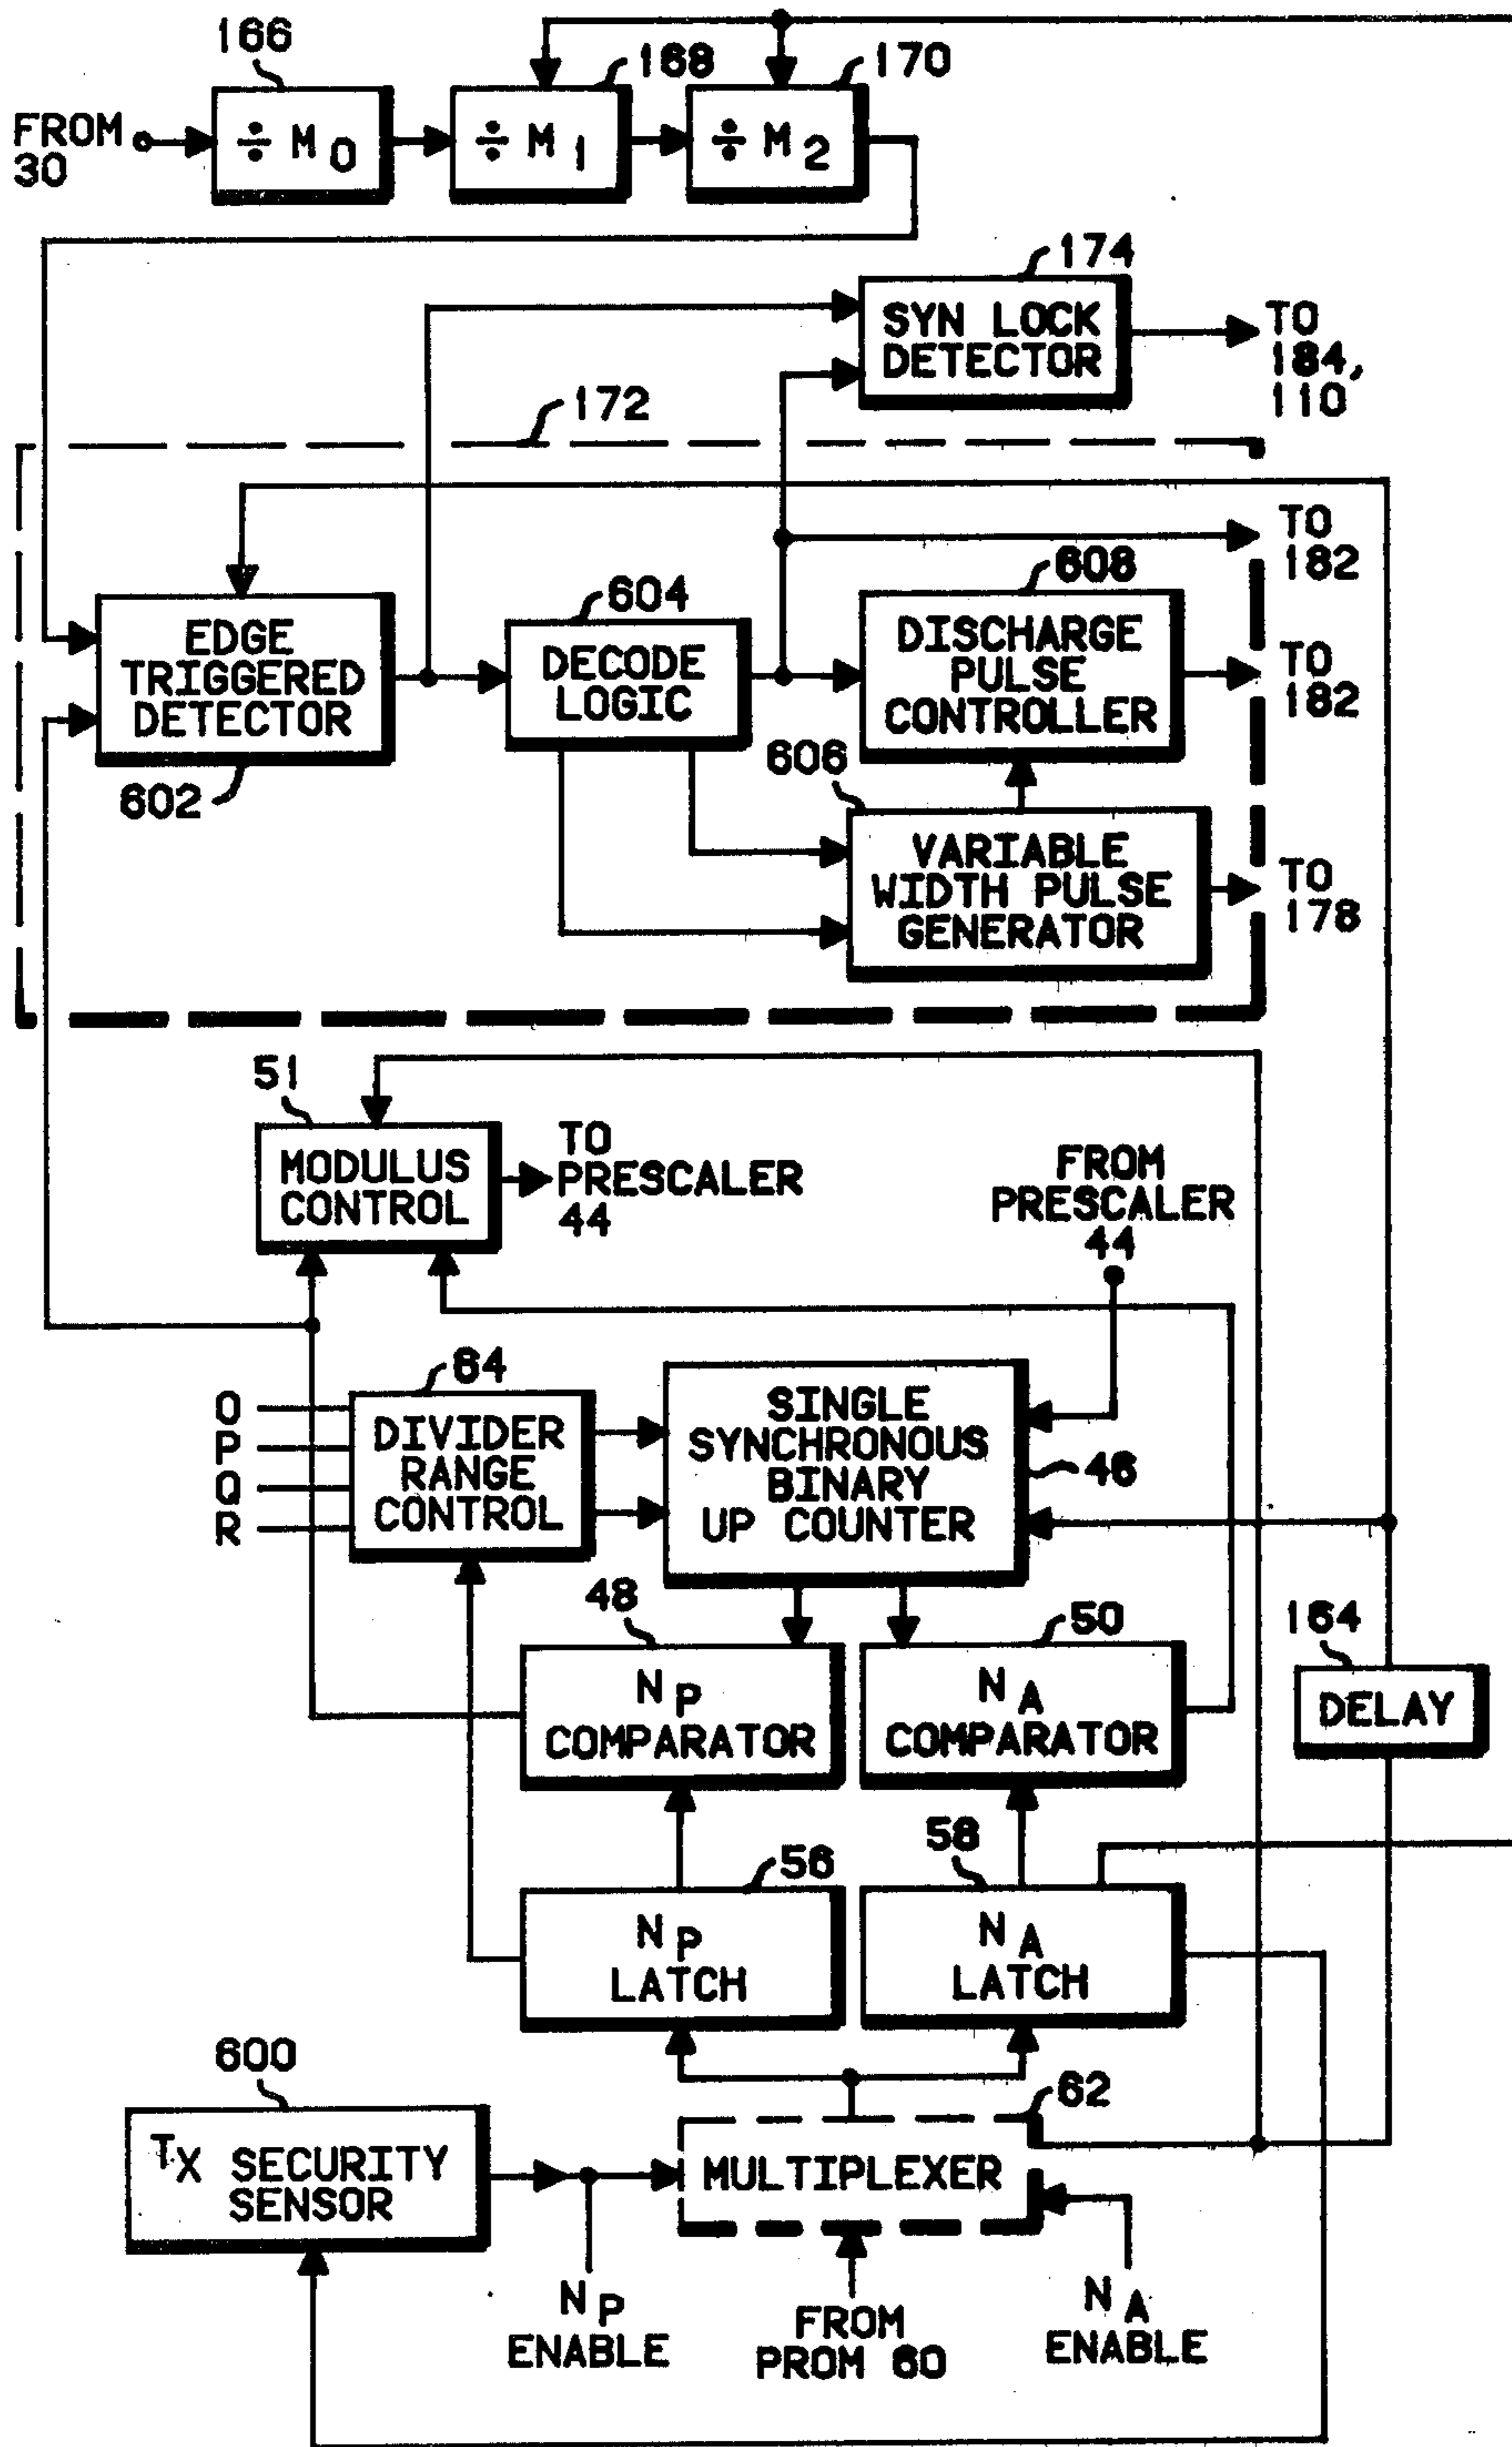 166
168
170
FROM
30
÷ M0
÷ M1
÷ M2
174
SYN LOCK
DETECTOR
TO
184,
110
172
TO
182
608
604
EDGE
TRIGGERED
DETECTOR
DECODE
LOGIC
DISCHARGE
PULSE
CONTROLLER
TO
182
606
602
VARIABLE
WIDTH PULSE
GENERATOR
TO
178
51
MODULUS
CONTROL
TO
PRESCALER
44
FROM
PRESCALER
44
64
O
P
Q
R
DIVIDER
RANGE
CONTROL
SINGLE
SYNCHRONOUS
BINARY
UP COUNTER
46
48
50
164
NP
COMPARATOR
NA
COMPARATOR
DELAY
56
58
NP
LATCH
NA
LATCH
600
62
TX SECURITY
SENSOR
MULTIPLEXER
NP
ENABLE
FROM
PROM 60
NA
ENABLE